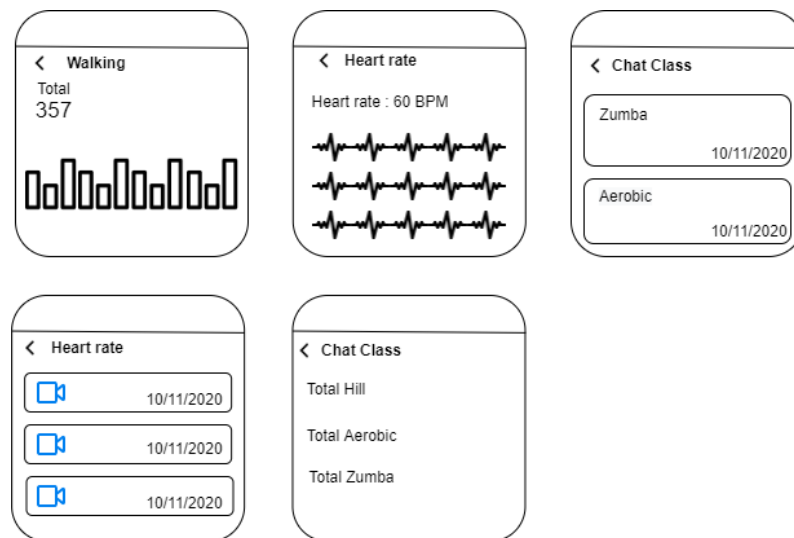 Walking
Total
357
Heart rate
Heart rate : 60 BPM
Chat Class
Zumba
10/11/2020
Aerobic
10/11/2020
Heart rate
10/11/2020
10/11/2020
10/11/2020
Chat Class
Total Hill
Total Aerobic
Total Zumba